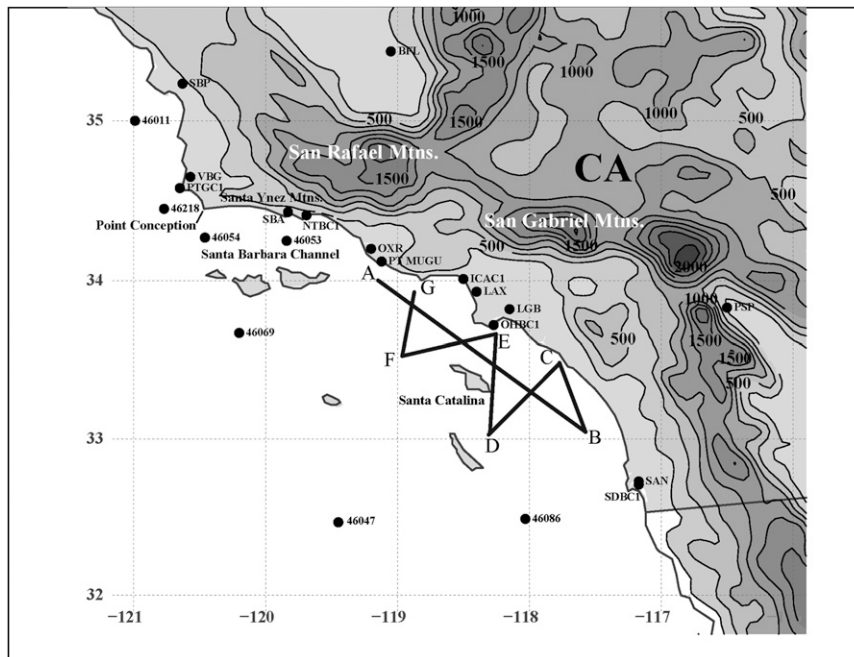 1000
BFL
1500
1000
SBP
1000
35
46011
500
1500
500
San Rafael Mtns.
CA
1500
VBG
PTGC1
Santa Ynez Mtns.
500
46218
SBA
NTBC1
San Gabriel Mtns.
Point Conception
46054
46053
Santa Barbara Channel
OXR
500
1500
PT MUGU
2000
34
A
G
ICAC1
LAX
1000
PSP
LGB
OHBC1
E
500
1500
1500
46069
F
C
500
Santa Catalina
D
B
33
SAN
SDBC1
46047
46086
32
−121
−120
−119
−118
−117